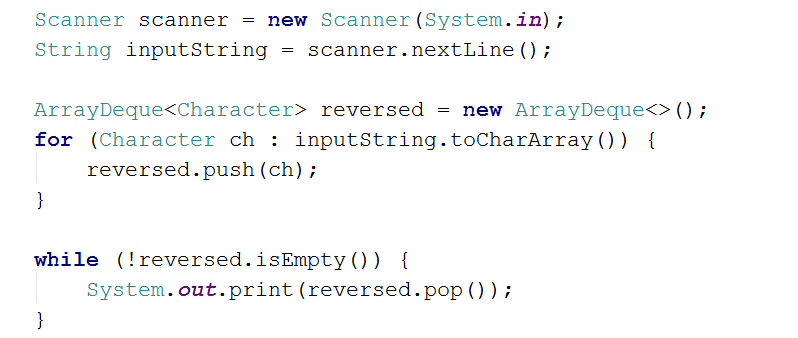 Scanner scanner = new Scanner(System.in);
String inputString = scanner.nextLine();
ArrayDeque<Character> reversed = new ArrayDeque<>();
for (Character ch : inputString.toCharArray()) {
reversed.push(ch);
}
while (!reversed.isEmpty()) {
System.out.print(reversed.pop());
}